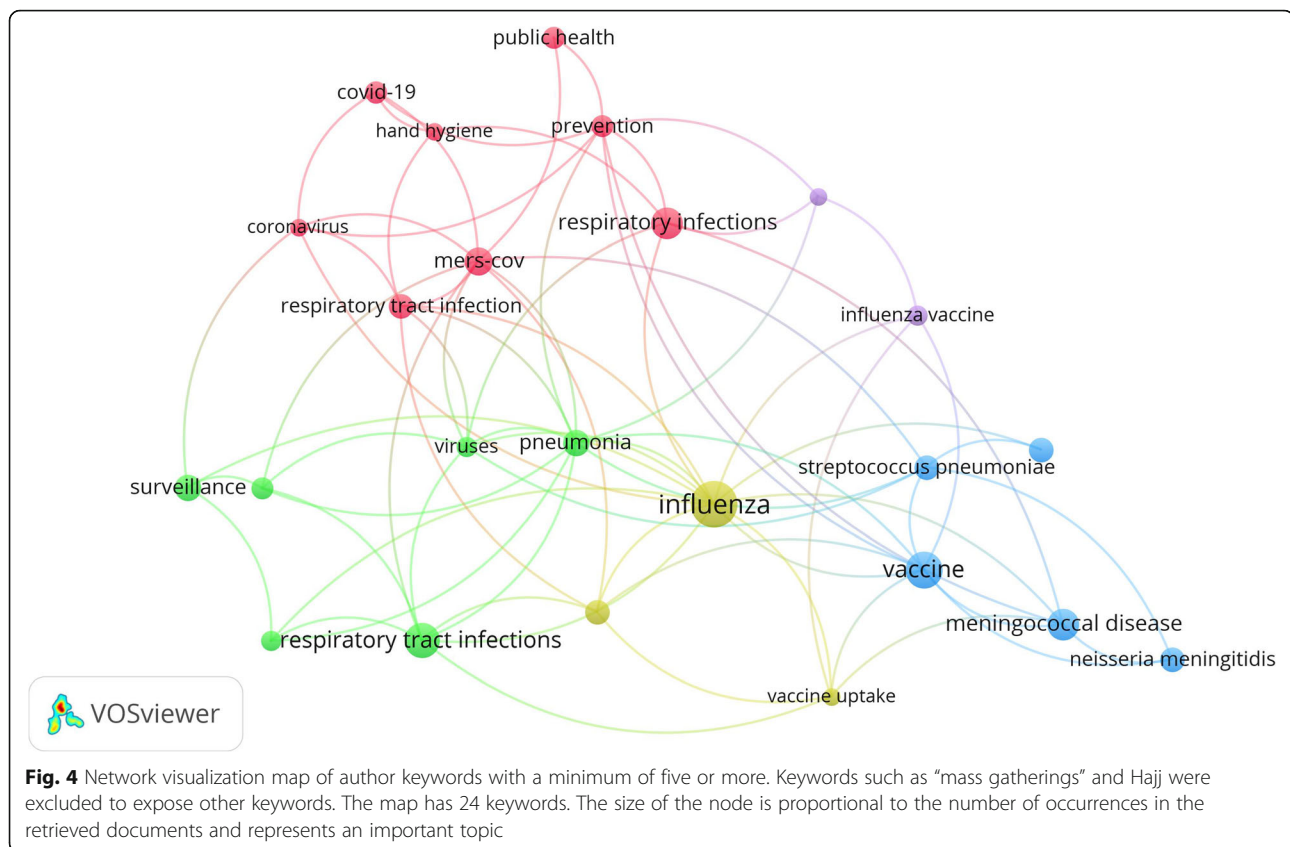 public health
covid-19
hand hygiene
prevention
respiratory infections
coronavirus
mers-cov
respiratory tract infection
influenza vaccine
viruses
pneumonia
streptococcus pneumoniae
surveillance
influenza
vaccine
meningococcal disease
respiratory tract infections
neisseria meningitidis
vaccine uptake
VOSviewer
Fig. 4 Network visualization map of author keywords with a minimum of five or more. Keywords such as “mass gatherings” and Hajj were
excluded to expose other keywords. The map has 24 keywords. The size of the node is proportional to the number of occurrences in the
retrieved documents and represents an important topic